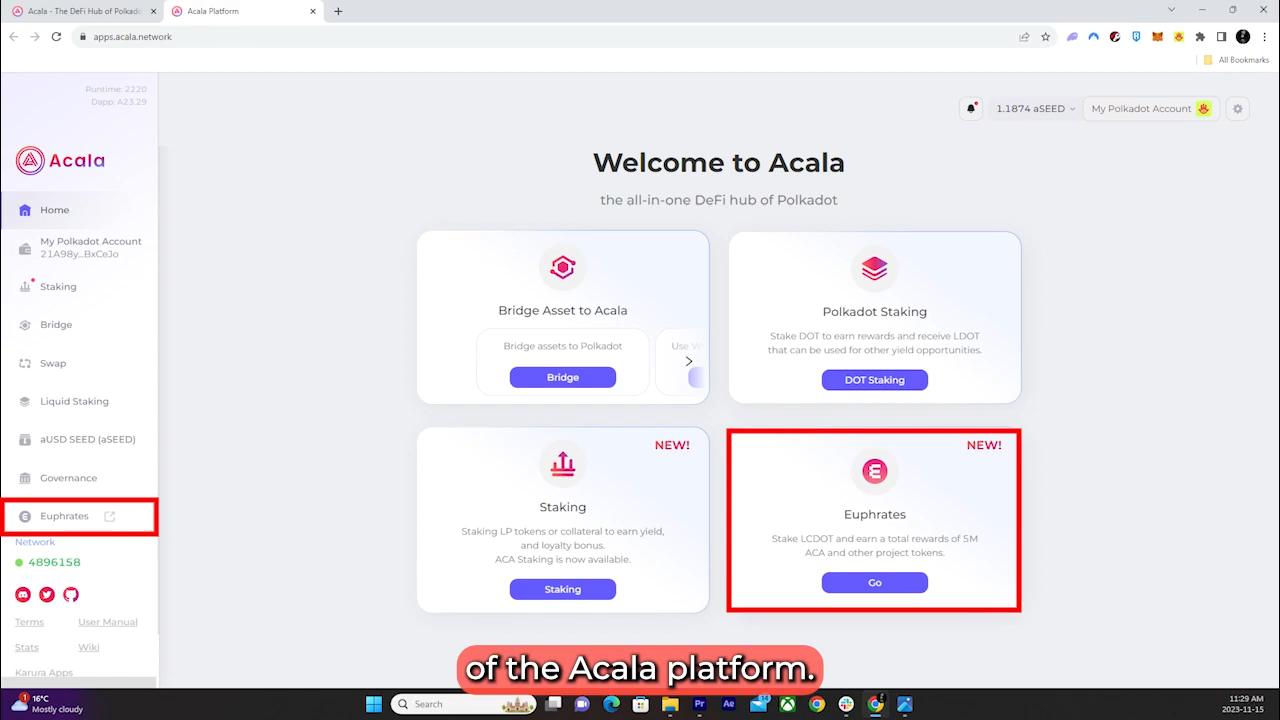 Acala - The DeFi Hub of Polkado
Acala Platform
apps.acala.network
All Bookmarks
Runtime: 2220
Dapp: A23.29
1.1874 aSEED
My Polkadot Account
Acala
Home
My Polkadot Account
21A98y...BxCeJo
Staking
Bridge
Swap
Liquid Staking
aUSD SEED (aSEED)
Governance
Euphrates
Network
4896158
Terms
User Manual
Stats
Wiki
Karura Apps
Welcome to Acala
the all-in-one DeFi hub of Polkadot
Bridge Asset to Acala
Bridge assets to Polkadot
Use W
Bridge
Polkadot Staking
Stake DOT to earn rewards and receive LDOT
that can be used for other yield opportunities.
DOT Staking
NEW!
Staking
Staking LP tokens or collateral to earn yield,
and loyalty bonus.
ACA Staking is now available.
Staking
NEW!
Euphrates
Stake LCDOT and earn a total rewards of 5M
ACA and other project tokens.
Go
of the Acala platform.
1
16°C
Mostly cloudy
Search
Pr
Ae
14
11:29 AM
2023-11-15